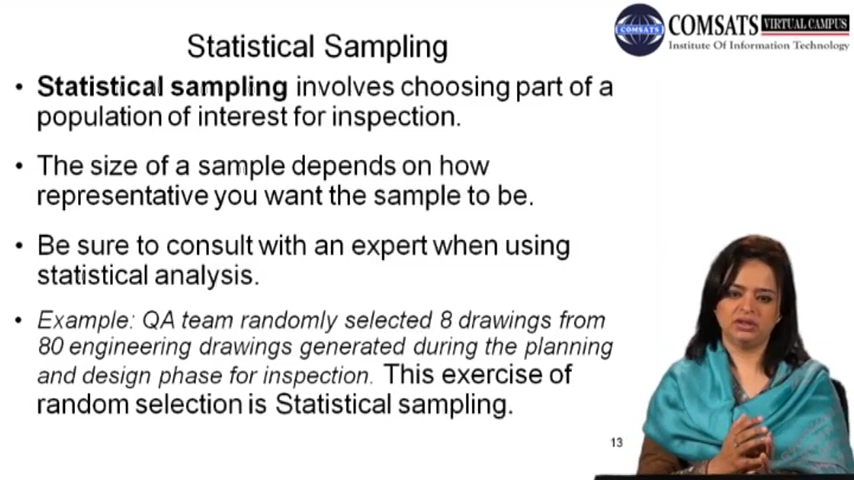 Statistical Sampling
COMSATS VIRTUAL CAMPUS
COMSATS
Institute Of Information Technology
• Statistical sampling involves choosing part of a
population of interest for inspection.
• The size of a sample depends on how
representative you want the sample to be.
• Be sure to consult with an expert when using
statistical analysis.
• Example: QA team randomly selected 8 drawings from
80 engineering drawings generated during the planning
and design phase for inspection. This exercise of
random selection is Statistical sampling.
13